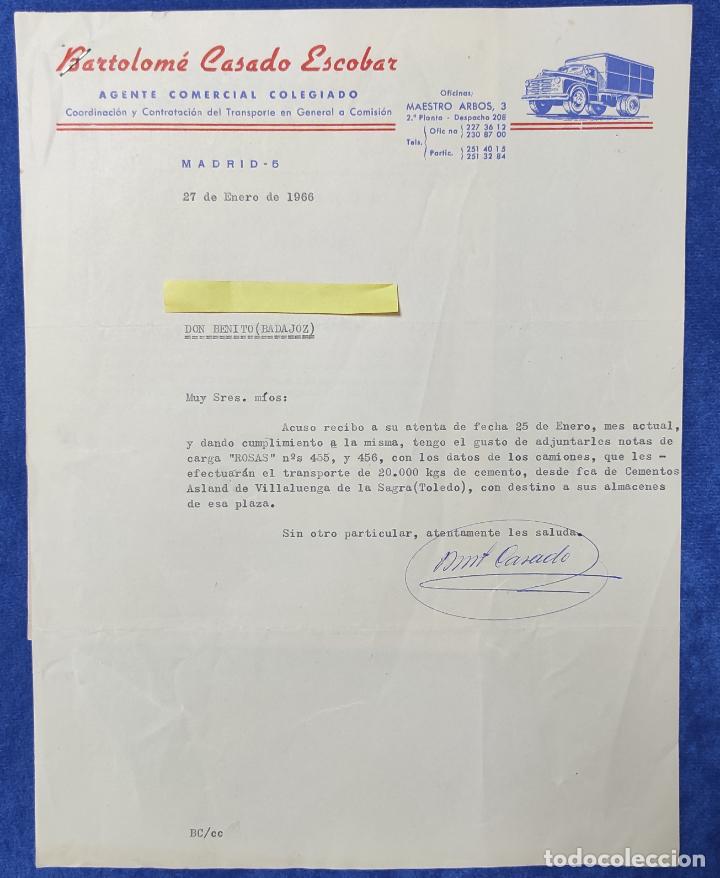 Bartolomé Casado Escobar
AGENTE COMERCIAL COLEGIADO
Coordinación y Contratación del Transporte en General a Comisión
Oficinas:
MAESTRO ARBOS, 3
2.ª Planta - Despacho 208
Tels. Oficina 227 36 12
230 87 00
Partic. 251 40 15
251 32 84
MADRID-5
27 de Enero de 1966
DON BENITO(BADAJOZ)
Muy Sres. míos:
Acuso recibo a su atenta de fecha 25 de Enero, mes actual,
y dando cumplimiento a la misma, tengo el gusto de adjuntarles notas de
carga "ROSAS" nºs 455, y 456, con los datos de los camiones, que les -
efectuarán el transporte de 20.000 kgs de cemento, desde fca de Cementos
Asland de Villaluenga de la Sagra(Toledo), con destino a sus almacenes
de esa plaza.
Sin otro particular, atentamente les saluda.
Bmé Casado
BC/cc
todocoleccion